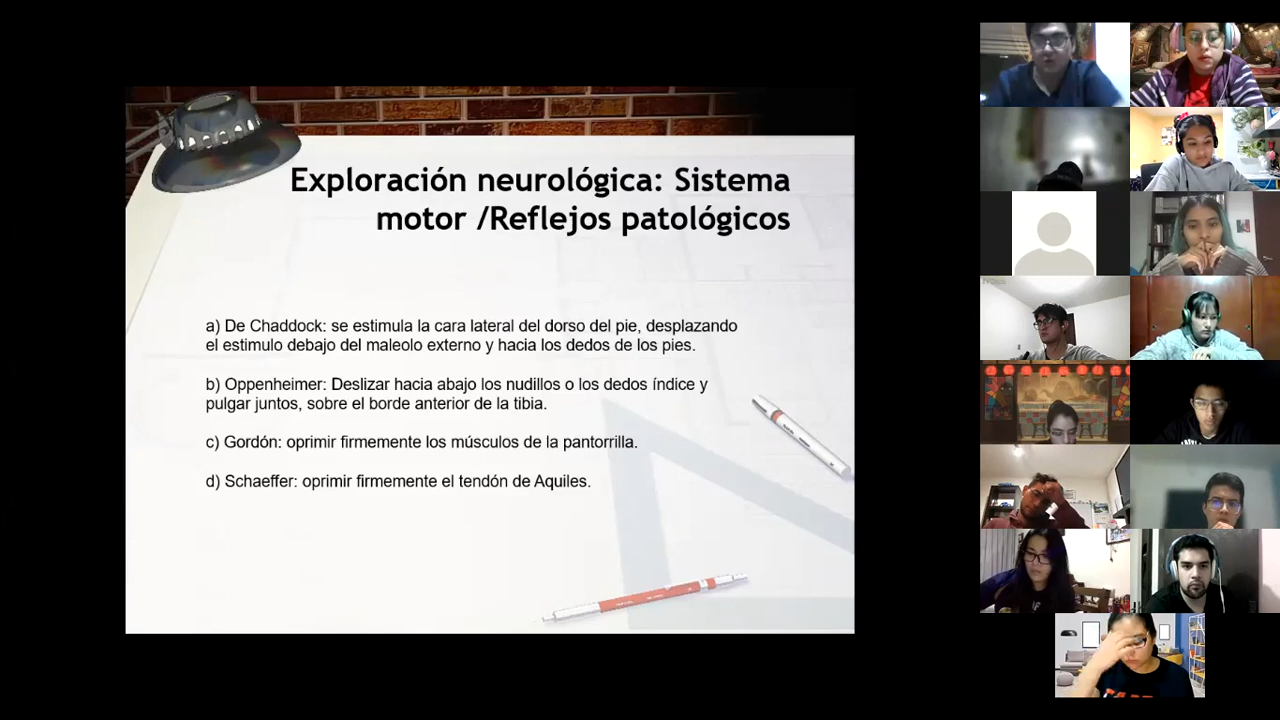 Exploración neurológica: Sistema
motor /Reflejos patológicos
a) De Chaddock: se estimula la cara lateral del dorso del pie, desplazando
el estimulo debajo del maleolo externo y hacia los dedos de los pies.
b) Oppenheimer: Deslizar hacia abajo los nudillos o los dedos índice y
pulgar juntos, sobre el borde anterior de la tibia.
c) Gordón: oprimir firmemente los músculos de la pantorrilla.
d) Schaeffer: oprimir firmemente el tendón de Aquiles.